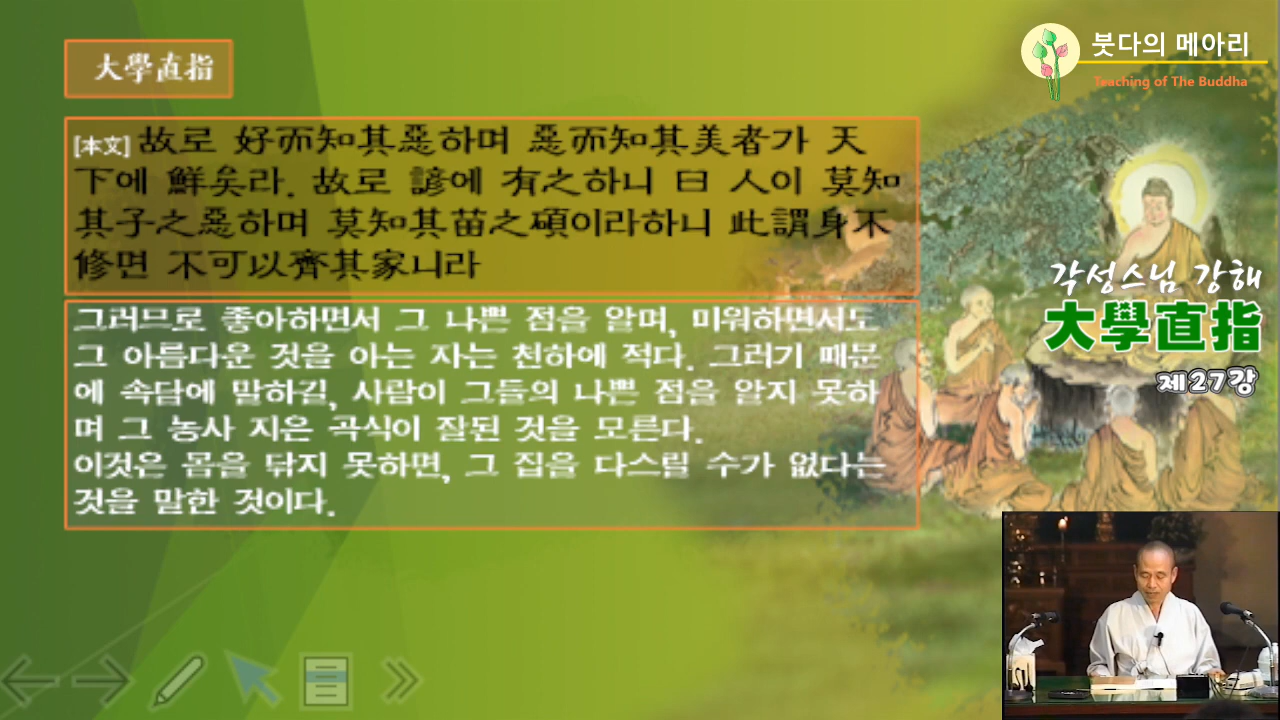 大學直指
붓다의 메아리
Teaching of The Buddha
[本文] 故로 好而知其惡하며 惡而知其美者가 天
下에 鮮矣라. 故로 諺에 有之하니 曰 人이 莫知
其子之惡하며 莫知其苗之碩이라하니 此謂身不
修면 不可以齊其家니라
그러므로 좋아하면서 그 나쁜 점을 알며, 미워하면서도
그 아름다운 것을 아는 자는 천하에 적다. 그러기 때문
에 속담에 말하길, 사람이 그들의 나쁜 점을 알지 못하
며 그 농사 지은 곡식이 잘된 것을 모른다.
이것은 몸을 닦지 못하면, 그 집을 다스릴 수가 없다는
것을 말한 것이다.
각성스님 강해
大學直指
제27강